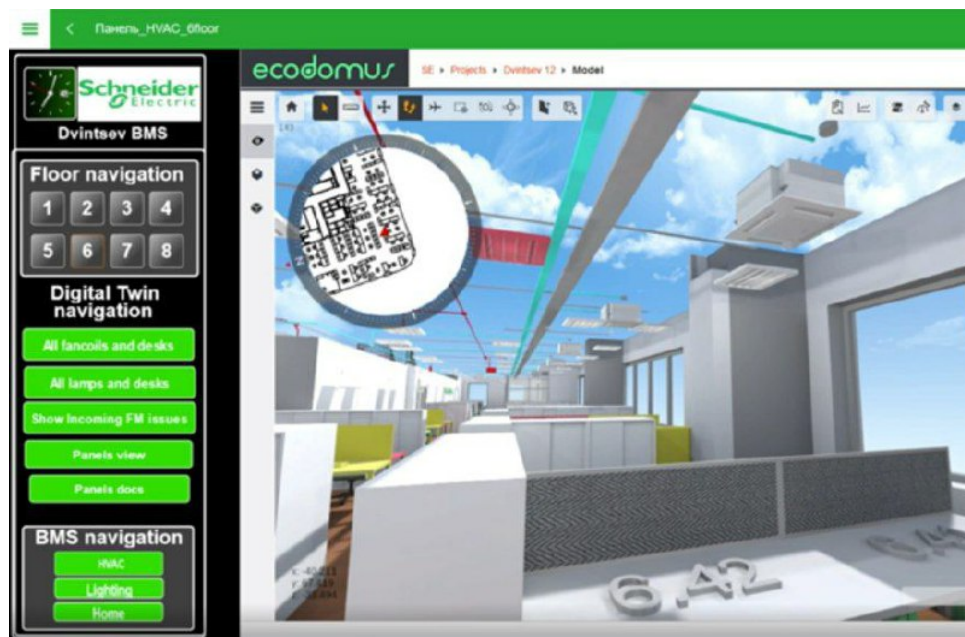 Панель_HVAC_6floor
Schneider
Electric
Dvintsev BMS
Floor navigation
1 2 3 4
5 6 7 8
Digital Twin
navigation
All fancoils and desks
All lamps and desks
Show Incoming FM issues
Panels view
Panels docs
BMS navigation
HVAC
Lighting
Home
ecodomus
SE ▸ Projects ▸ Dvintsev 12 ▸ Model
N
6.A2